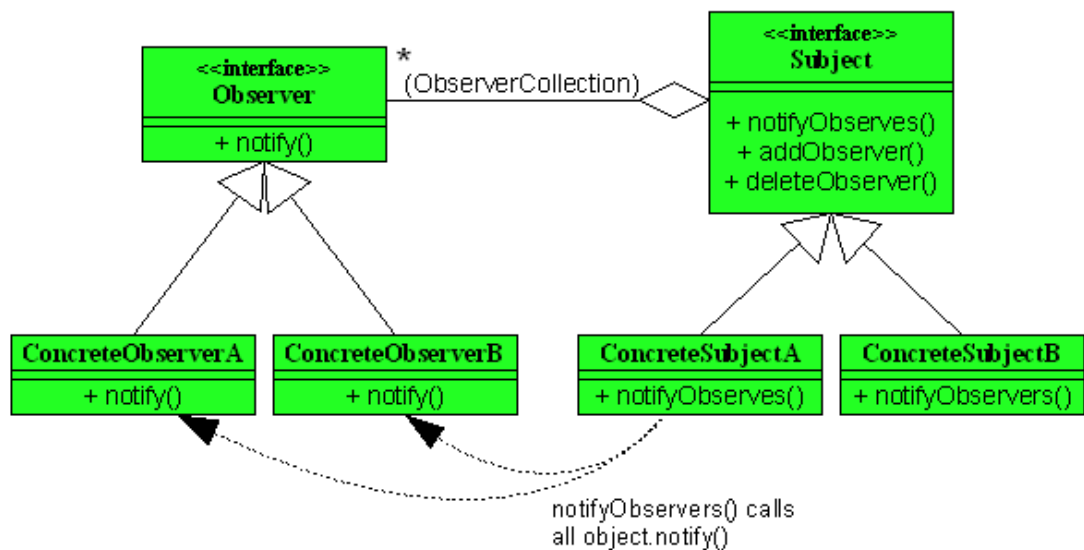 <<interface>>
Observer
+ notify()
*
(ObserverCollection)
<<interface>>
Subject
+ notifyObserves()
+ addObserver()
+ deleteObserver()
ConcreteObserverA
+ notify()
ConcreteObserverB
+ notify()
ConcreteSubjectA
+ notifyObserves()
ConcreteSubjectB
+ notifyObservers()
notifyObservers() calls
all object.notify()